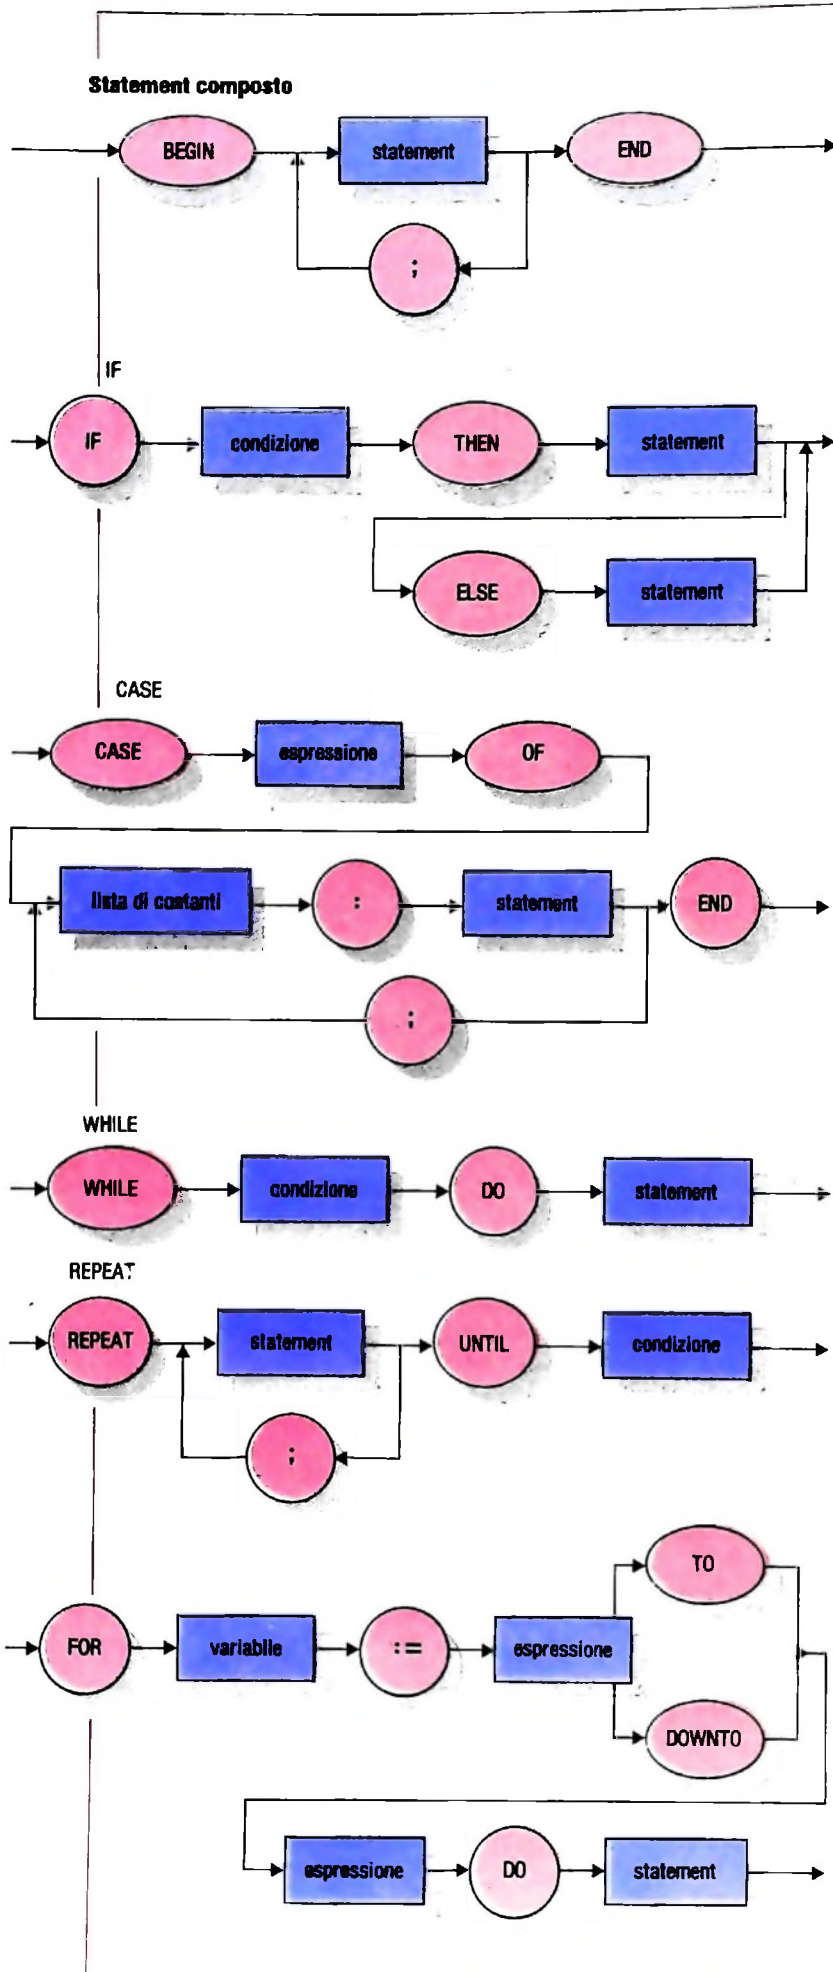 Statement composto
BEGIN statement END
;
IF
IF condizione THEN statement
ELSE statement
CASE
CASE espressione OF
lista di costanti : statement END
;
WHILE
WHILE condizione DO statement
REPEAT
REPEAT statement UNTIL condizione
;
TO
FOR variabile := espressione
DOWNTO
espressione DO statement